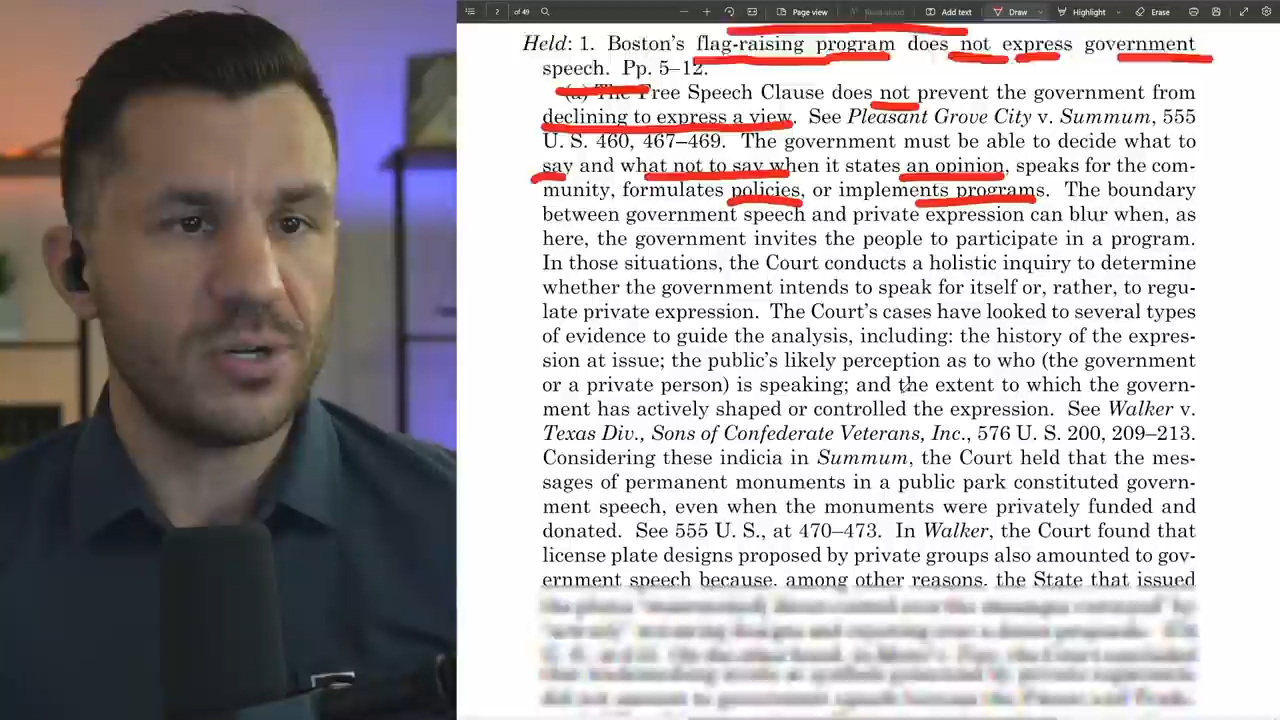 2 of 49
Page view
Read aloud
Add text
Draw
Highlight
Erase
Held: 1. Boston's flag-raising program does not express government
speech. Pp. 5–12.
(a) The Free Speech Clause does not prevent the government from
declining to express a view. See Pleasant Grove City v. Summum, 555
U. S. 460, 467–469. The government must be able to decide what to
say and what not to say when it states an opinion, speaks for the com-
munity, formulates policies, or implements programs. The boundary
between government speech and private expression can blur when, as
here, the government invites the people to participate in a program.
In those situations, the Court conducts a holistic inquiry to determine
whether the government intends to speak for itself or, rather, to regu-
late private expression. The Court's cases have looked to several types
of evidence to guide the analysis, including: the history of the expres-
sion at issue; the public's likely perception as to who (the government
or a private person) is speaking; and the extent to which the govern-
ment has actively shaped or controlled the expression. See Walker v.
Texas Div., Sons of Confederate Veterans, Inc., 576 U. S. 200, 209–213.
Considering these indicia in Summum, the Court held that the mes-
sages of permanent monuments in a public park constituted govern-
ment speech, even when the monuments were privately funded and
donated. See 555 U. S., at 470–473. In Walker, the Court found that
license plate designs proposed by private groups also amounted to gov-
ernment speech because, among other reasons, the State that issued